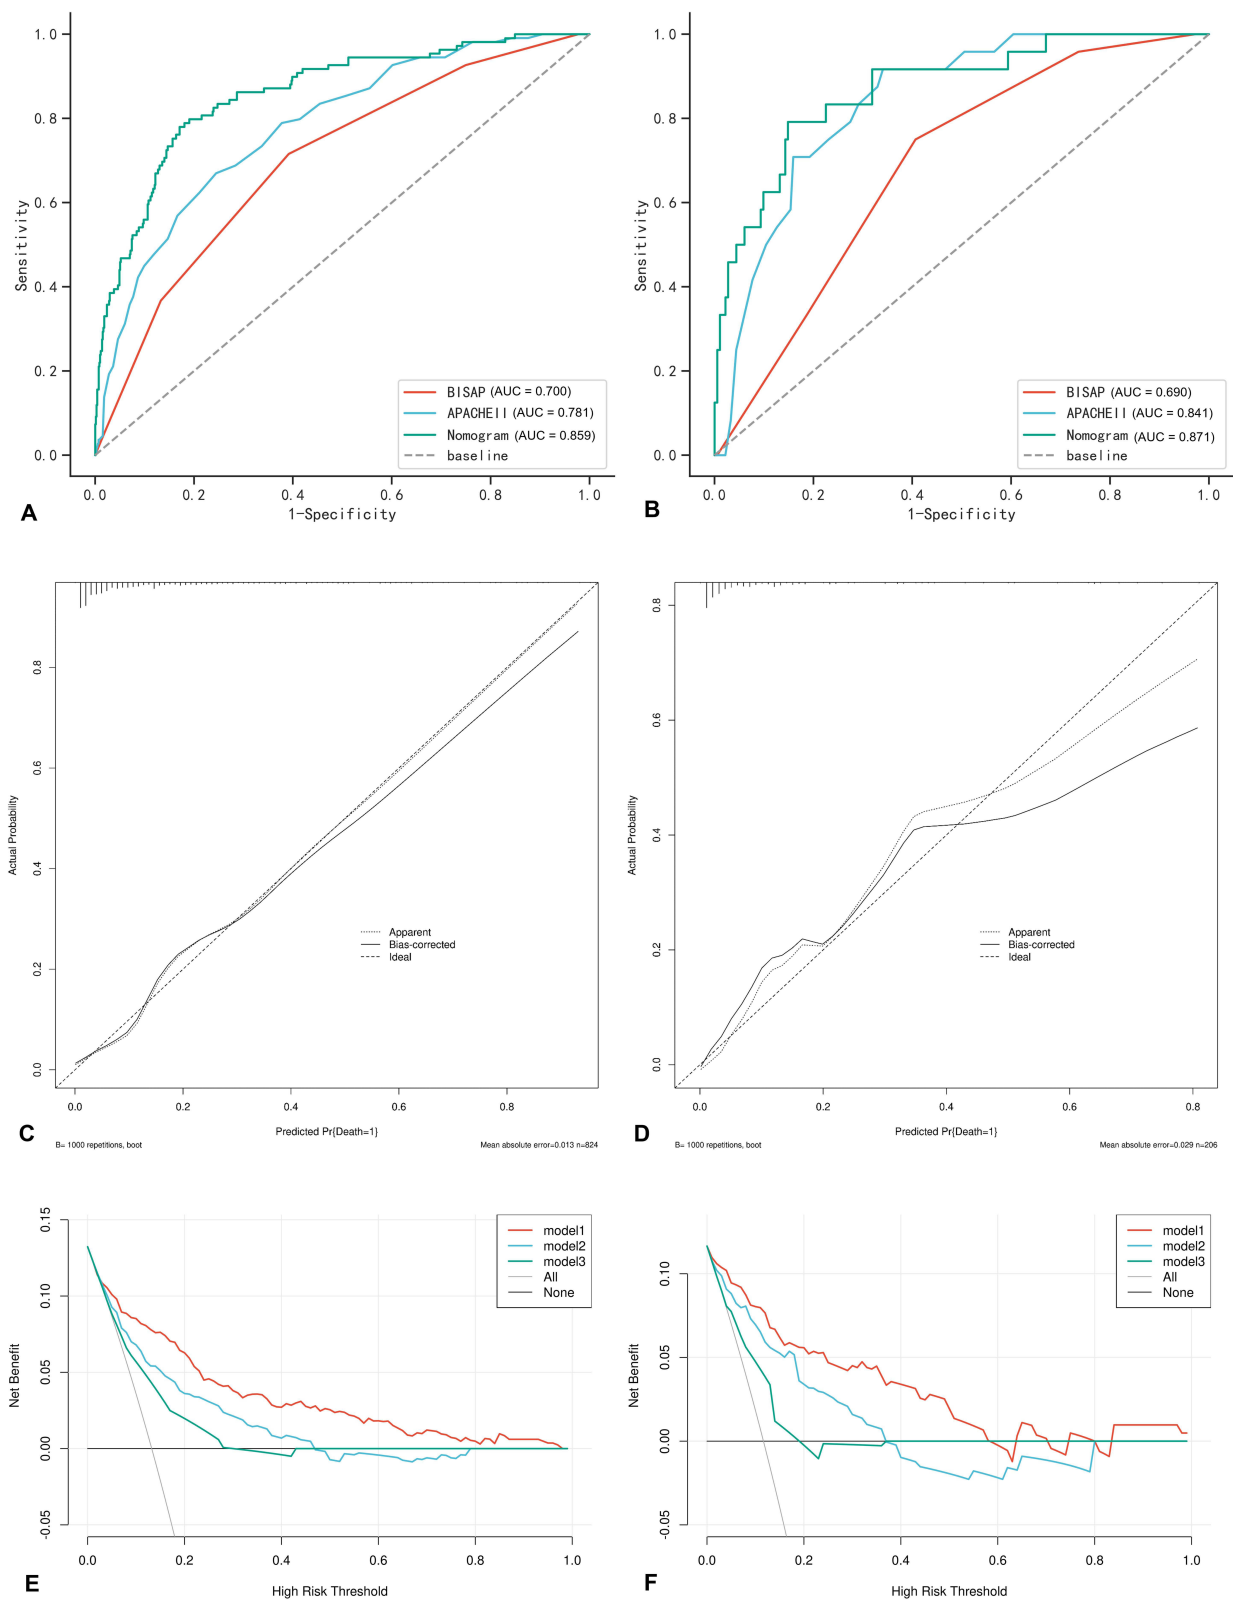 1.0
0.8
0.6
0.4
0.2
0.0
Sensitivity
BISAP (AUC = 0.700)
APACHEII (AUC = 0.781)
Nomogram (AUC = 0.859)
baseline
0.0 0.2 0.4 0.6 0.8 1.0
1-Specificity
A
1.0
0.8
0.6
0.4
0.2
0.0
Sensitivity
BISAP (AUC = 0.690)
APACHEII (AUC = 0.841)
Nomogram (AUC = 0.871)
baseline
0.0 0.2 0.4 0.6 0.8 1.0
1-Specificity
B
0.8
0.6
0.4
0.2
0.0
Actual Probability
Apparent
Bias-corrected
Ideal
0.0 0.2 0.4 0.6 0.8
Predicted Pr{Death=1}
C
B= 1000 repetitions, boot
Mean absolute error=0.013 n=824
0.8
0.6
0.4
0.2
0.0
Actual Probability
Apparent
Bias-corrected
Ideal
0.0 0.2 0.4 0.6 0.8
Predicted Pr{Death=1}
D
B= 1000 repetitions, boot
Mean absolute error=0.029 n=206
0.15
0.10
0.05
0.00
-0.05
Net Benefit
model1
model2
model3
All
None
0.0 0.2 0.4 0.6 0.8 1.0
High Risk Threshold
E
0.10
0.05
0.00
-0.05
Net Benefit
model1
model2
model3
All
None
0.0 0.2 0.4 0.6 0.8 1.0
High Risk Threshold
F